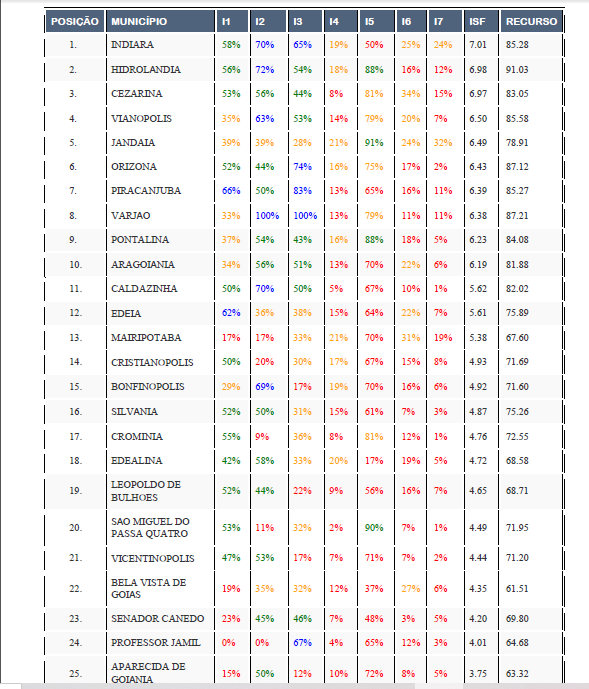 POSIÇÃO MUNICÍPIO I1 I2 I3 I4 I5 I6 I7 ISF RECURSO
1. INDIARA 58% 70% 65% 19% 50% 25% 24% 7.01 85.28
2. HIDROLANDIA 56% 72% 54% 18% 88% 16% 12% 6.98 91.03
3. CEZARINA 53% 56% 44% 8% 81% 34% 15% 6.97 83.05
4. VIANOPOLIS 35% 63% 53% 14% 79% 20% 7% 6.50 85.58
5. JANDAIA 39% 39% 28% 21% 91% 24% 32% 6.49 78.91
6. ORIZONA 52% 44% 74% 16% 75% 17% 2% 6.43 87.12
7. PIRACANJUBA 66% 50% 83% 13% 65% 16% 11% 6.39 85.27
8. VARJAO 33% 100% 100% 13% 79% 11% 11% 6.38 87.21
9. PONTALINA 37% 54% 43% 16% 88% 18% 5% 6.23 84.08
10. ARAGOIANIA 34% 56% 51% 13% 70% 22% 6% 6.19 81.88
11. CALDAZINHA 50% 70% 50% 5% 67% 10% 1% 5.62 82.02
12. EDEIA 62% 36% 38% 15% 64% 22% 7% 5.61 75.89
13. MAIRIPOTABA 17% 17% 33% 21% 70% 31% 19% 5.38 67.60
14. CRISTIANOPOLIS 50% 20% 30% 17% 67% 15% 8% 4.93 71.69
15. BONFINOPOLIS 29% 69% 17% 19% 70% 16% 6% 4.92 71.60
16. SILVANIA 52% 50% 31% 15% 61% 7% 3% 4.87 75.26
17. CROMINIA 55% 9% 36% 8% 81% 12% 1% 4.76 72.55
18. EDEALINA 42% 58% 33% 20% 17% 19% 5% 4.72 68.58
19. LEOPOLDO DE
BULHOES 52% 44% 22% 9% 56% 16% 7% 4.65 68.71
20. SAO MIGUEL DO
PASSA QUATRO 53% 11% 32% 2% 90% 7% 1% 4.49 71.95
21. VICENTINOPOLIS 47% 53% 17% 7% 71% 7% 2% 4.44 71.20
22. BELA VISTA DE
GOIAS 19% 35% 32% 12% 37% 27% 6% 4.35 61.51
23. SENADOR CANEDO 23% 45% 46% 7% 48% 3% 5% 4.20 69.80
24. PROFESSOR JAMIL 0% 0% 67% 4% 65% 12% 3% 4.01 64.68
25. APARECIDA DE
GOIANIA 15% 50% 12% 10% 72% 8% 5% 3.75 63.32